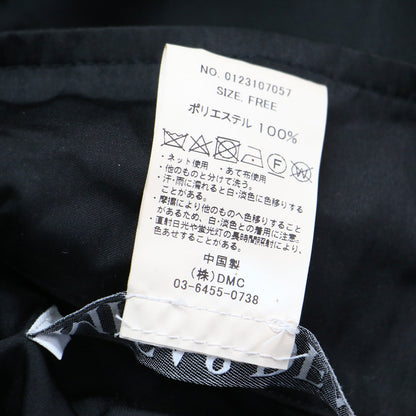 NO. 0123107057
SIZE. FREE
ポリエステル 100%
F W
・ネット使用 ・あて布使用
・他のものと分けて洗う。
・汗・雨に濡れると白・淡色に色移りすることがある。
・摩擦により他のものへ色移りすること
があるため、白・淡色との着用に注意。
・直射日光や蛍光灯の長時間照射により、
色あせすることがある。
中国製
(株)DMC
03-6455-0738